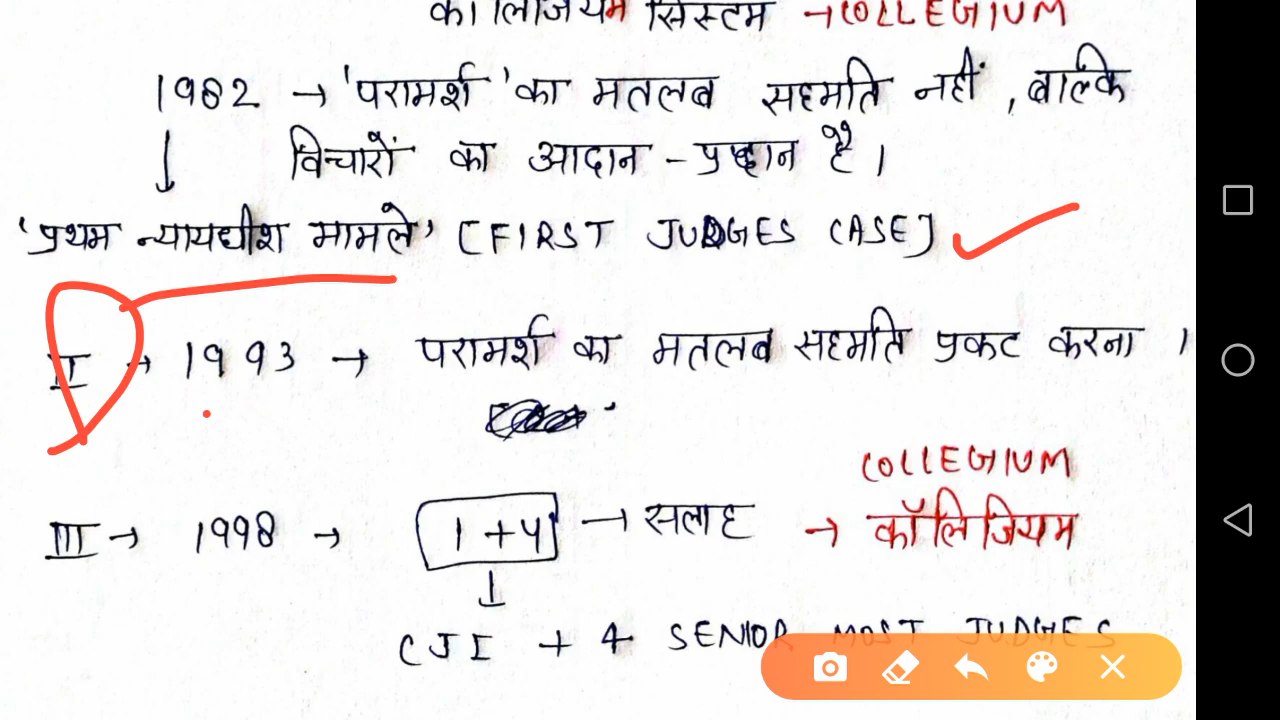 कॉलिजियम सिस्टम → COLLEGIUM
1982 → 'परामर्श' का मतलब सहमति नहीं, बल्कि
विचारों का आदान - प्रदान है।
'प्रथम न्यायधीश मामले' [FIRST JUDGES CASE]
II → 1993 → परामर्श का मतलब सहमति प्रकट करना ।
COLLEGIUM
III → 1998 → 1+4 → सलाह → कॉलिजियम
CJI + 4 SENIOR MOST JUDGES